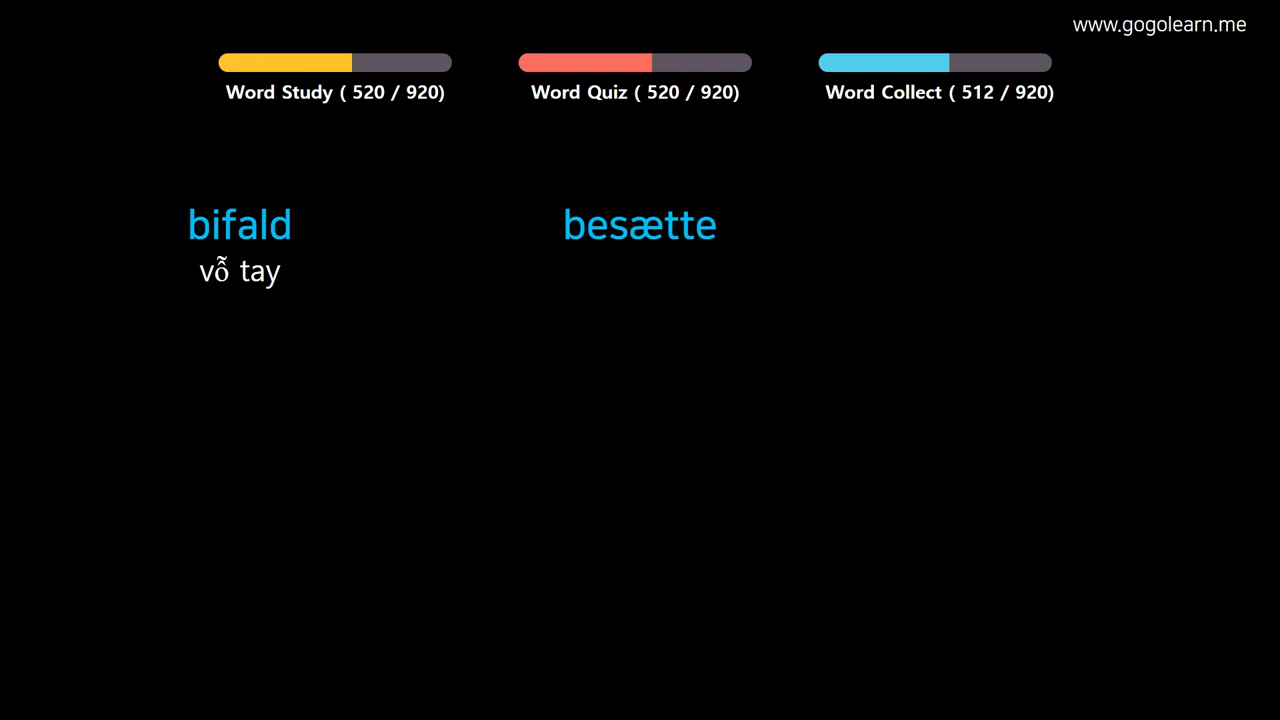 www.gogolearn.me
Word Study ( 520 / 920)
Word Quiz ( 520 / 920)
Word Collect ( 512 / 920)
bifald
vỗ tay
besætte